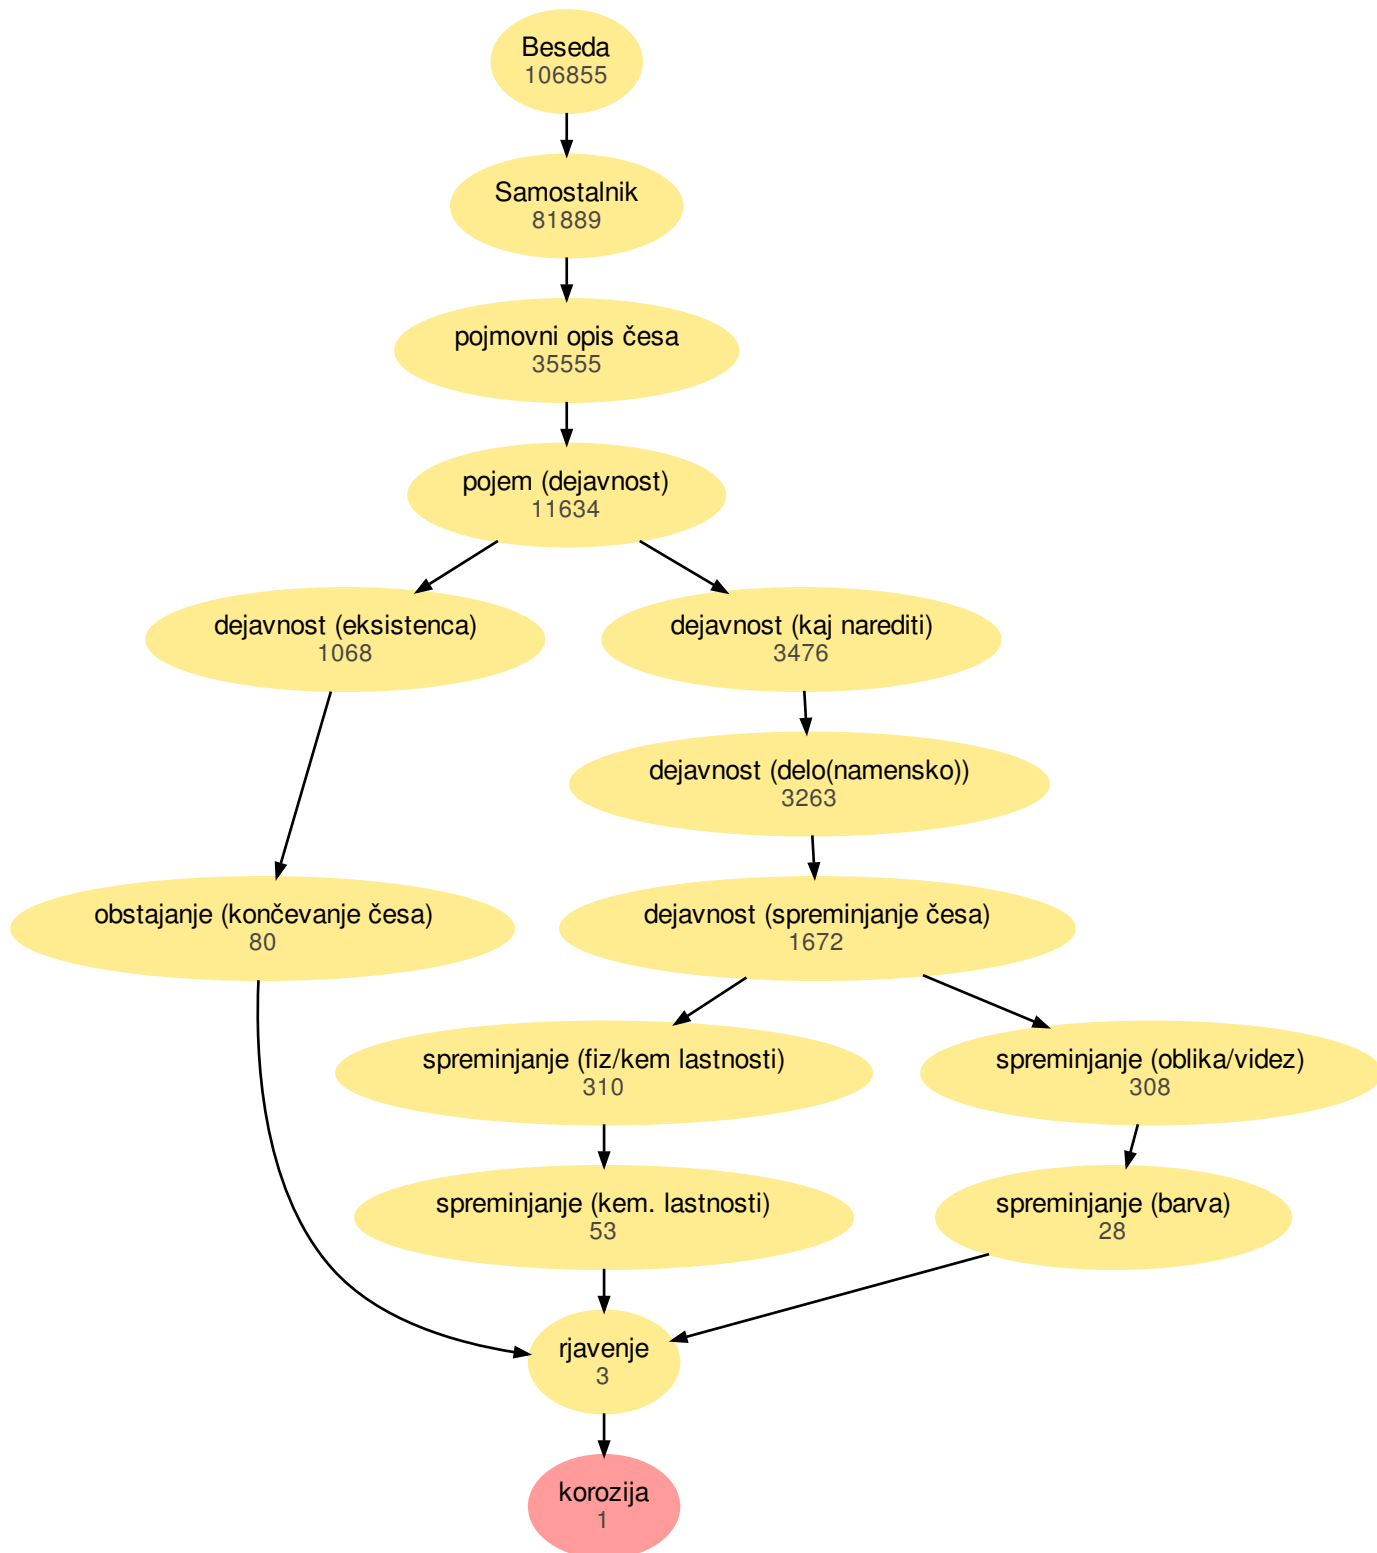 Beseda
106855
Samostalnik
81889
pojmovni opis česa
35555
pojem (dejavnost)
11634
dejavnost (eksistenca)
1068
dejavnost (kaj narediti)
3476
dejavnost (delo(namensko))
3263
obstajanje (končevanje česa)
80
dejavnost (spreminjanje česa)
1672
spreminjanje (fiz/kem lastnosti)
310
spreminjanje (oblika/videz)
308
spreminjanje (kem. lastnosti)
53
spreminjanje (barva)
28
rjavenje
3
korozija
1